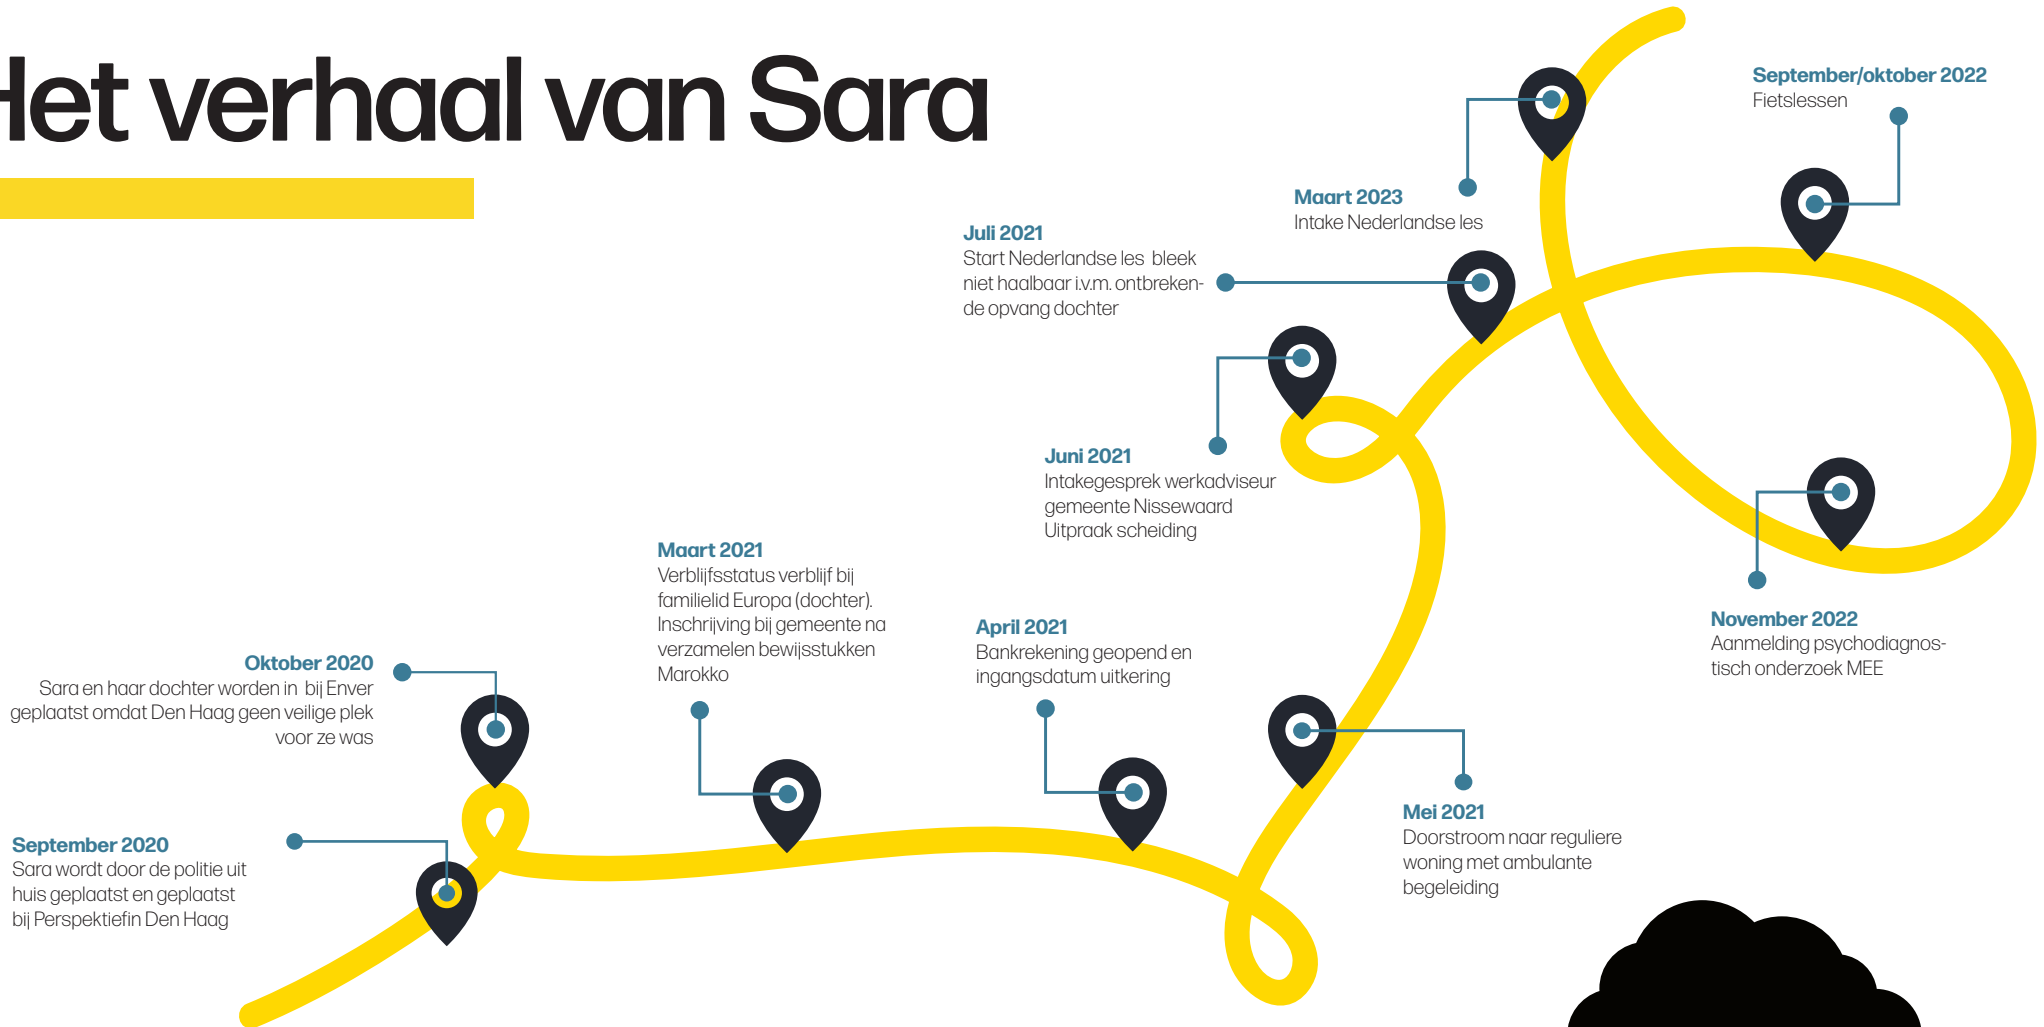 Het verhaal van Sara
September 2020
Sara wordt door de politie uit
huis geplaatst en geplaatst
bij Perspektiefin Den Haag
Oktober 2020
Sara en haar dochter worden in bij Enver
geplaatst omdat Den Haag geen veilige plek
voor ze was
Maart 2021
Verblijfsstatus verblijf bij
familielid Europa (dochter).
Inschrijving bij gemeente na
verzamelen bewijsstukken
Marokko
April 2021
Bankrekening geopend en
ingangsdatum uitkering
Mei 2021
Doorstroom naar reguliere
woning met ambulante
begeleiding
Juni 2021
Intakegesprek werkadviseur
gemeente Nissewaard
Uitpraak scheiding
Juli 2021
Start Nederlandse les bleek
niet haalbaar i.v.m. ontbreken-
de opvang dochter
September/oktober 2022
Fietslessen
November 2022
Aanmelding psychodiagnos-
tisch onderzoek MEE
Maart 2023
Intake Nederlandse les